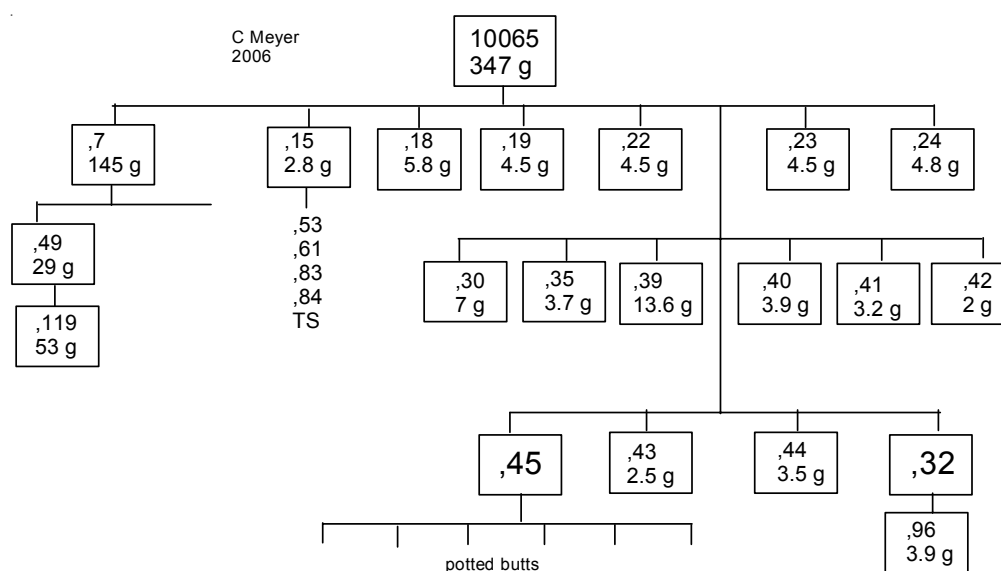 C Meyer
2006
10065
347 g
,7
145 g
,15
2.8 g
,18
5.8 g
,19
4.5 g
,22
4.5 g
,23
4.5 g
,24
4.8 g
,49
29 g
,119
53 g
,53
,61
,83
,84
TS
,30
7 g
,35
3.7 g
,39
13.6 g
,40
3.9 g
,41
3.2 g
,42
2 g
,45
,43
2.5 g
,44
3.5 g
,32
,96
3.9 g
potted butts